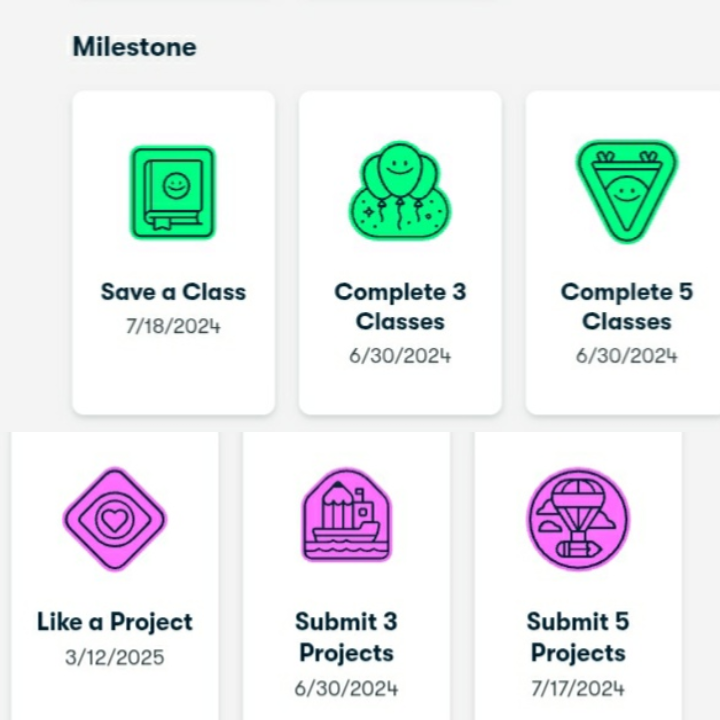 Milestone
Save a Class
7/18/2024
Complete 3
Classes
6/30/2024
Complete 5
Classes
6/30/2024
Like a Project
3/12/2025
Submit 3
Projects
6/30/2024
Submit 5
Projects
7/17/2024